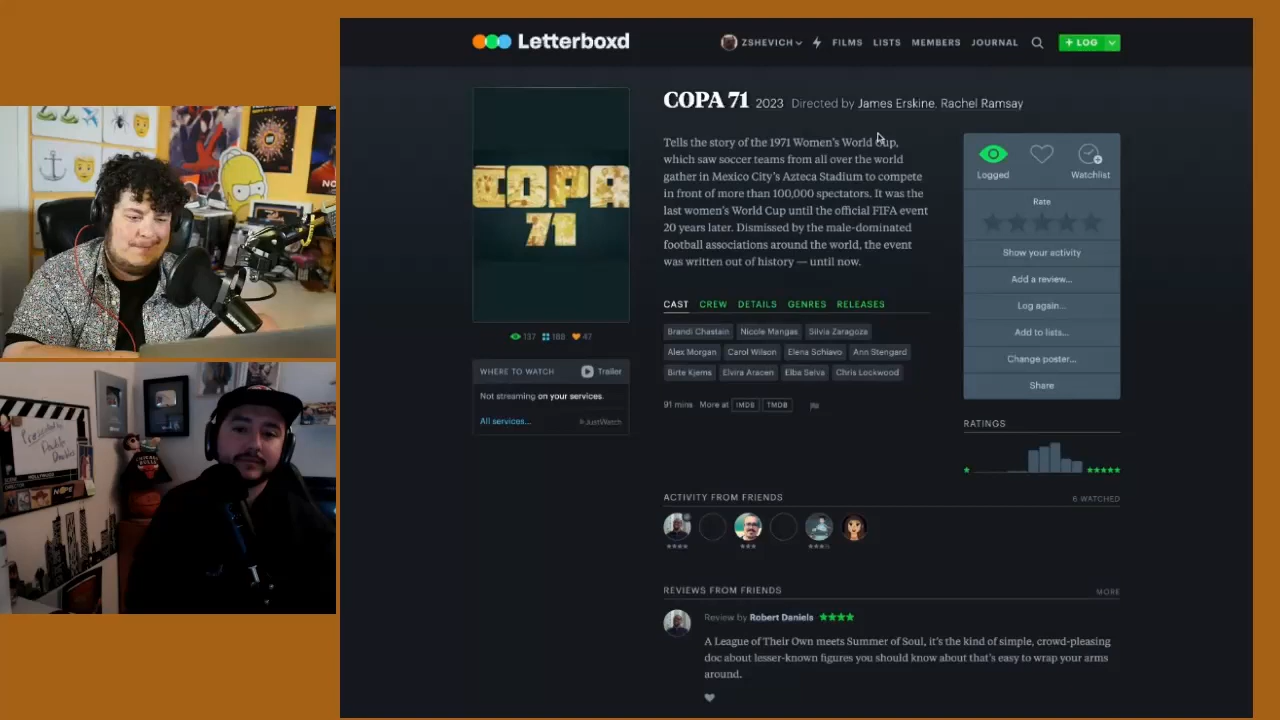 Letterboxd
ZSHEVICH
FILMS
LISTS
MEMBERS
JOURNAL
+ LOG
COPA 71 2023 Directed by James Erskine, Rachel Ramsay
COPA
71
Tells the story of the 1971 Women's World Cup,
which saw soccer teams from all over the world
gather in Mexico City's Azteca Stadium to compete
in front of more than 100,000 spectators. It was the
last women's World Cup until the official FIFA event
20 years later. Dismissed by the male-dominated
football associations around the world, the event
was written out of history — until now.
Logged
Watchlist
Rate
Show your activity
Add a review...
Log again...
Add to lists...
Change poster...
Share
CAST CREW DETAILS GENRES RELEASES
Brandi Chastain Nicole Mangas Silvia Zaragoza
Alex Morgan Carol Wilson Elena Schiavo Ann Stengard
Birte Kjems Elvira Aracen Elba Selva Chris Lockwood
91 mins More at IMDB TMDB
137 188 47
WHERE TO WATCH Trailer
Not streaming on your services.
All services... JustWatch
RATINGS
ACTIVITY FROM FRIENDS
6 WATCHED
REVIEWS FROM FRIENDS
MORE
Review by Robert Daniels
A League of Their Own meets Summer of Soul, it's the kind of simple, crowd-pleasing
doc about lesser-known figures you should know about that's easy to wrap your arms
around.
NOPE